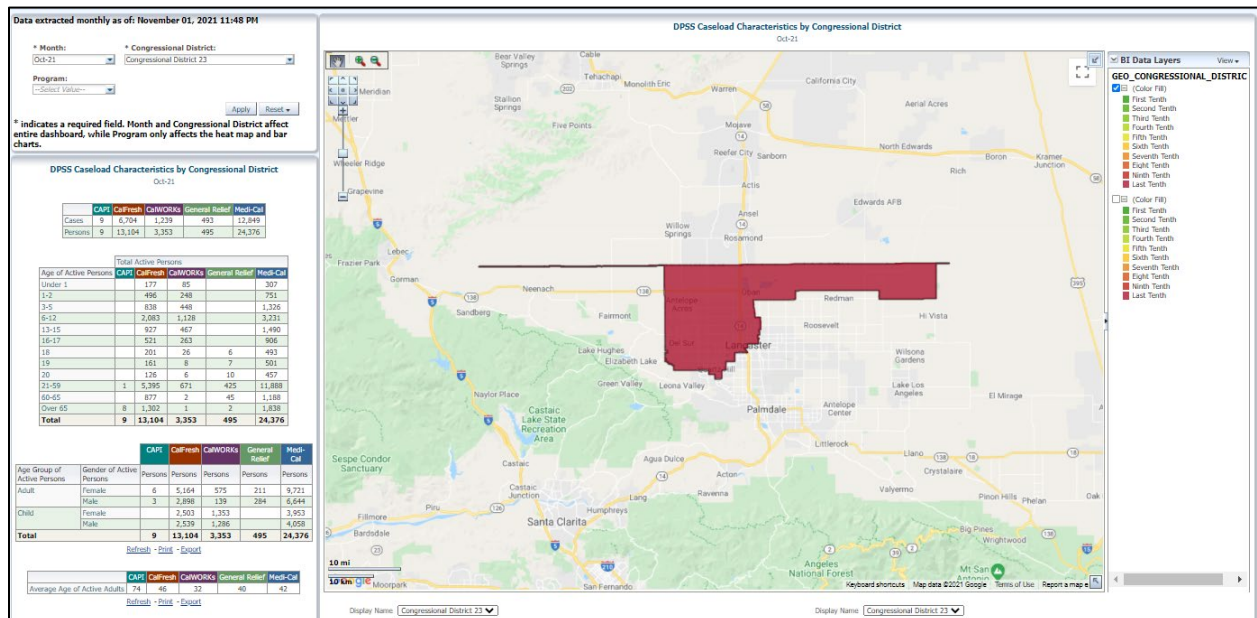 Data extracted monthly as of: November 01, 2021 11:48 PM
* Month: * Congressional District:
Oct-21 Congressional District 23
Program:
--Select Value--
Apply Reset
* indicates a required field. Month and Congressional District affect
entire dashboard, while Program only affects the heat map and bar
charts.
DPSS Caseload Characteristics by Congressional District
Oct-21
CAPI CalFresh CalWORKs General Relief Medi-Cal
Cases 9 6,704 1,239 493 12,849
Persons 9 13,104 3,353 495 24,376
Total Active Persons
Age of Active Persons CAPI CalFresh CalWORKs General Relief Medi-Cal
Under 1 177 85 307
1-2 496 248 751
3-5 838 448 1,326
6-12 2,083 1,128 3,231
13-15 927 467 1,490
16-17 521 263 906
18 201 26 6 493
19 161 8 7 501
20 126 6 10 457
21-59 1 5,395 671 425 11,888
60-65 877 2 45 1,188
Over 65 8 1,302 1 2 1,838
Total 9 13,104 3,353 495 24,376
CAPI CalFresh CalWORKs General Relief Medi-Cal
Age Group of Active Persons Gender of Active Persons Persons Persons Persons Persons Persons
Adult Female 6 5,164 575 211 9,721
Male 3 2,898 139 284 6,644
Child Female 2,503 1,353 3,953
Male 2,539 1,286 4,058
Total 9 13,104 3,353 495 24,376
Refresh - Print - Export
CAPI CalFresh CalWORKs General Relief Medi-Cal
Average Age of Active Adults 74 46 32 40 42
Refresh - Print - Export
DPSS Caseload Characteristics by Congressional District
Oct-21
Bear Valley Springs
Cable
Tehachapi
Monolith Eric
Warren
California City
Meridian
Stallion Springs
Aerial Acres
Mettler
Five Points
Mojave
Reefer City Sanborn
North Edwards
Boron
Kramer Junction
Wheeler Ridge
Rich
Grapevine
Actis
Edwards AFB
Ansel
Willow Springs
Rosamond
Lebec
Frazier Park
Gorman
Neenach
Redman
Sandberg
Fairmont
Roosevelt
Hi Vista
Lancaster
Del Sur
Lake Hughes
Elizabeth Lake
Wilsona Gardens
Green Valley
Leona Valley
Lake Los Angeles
Naylor Place
Antelope Center
El Mirage
Palmdale
Castaic Lake State Recreation Area
Littlerock
Sespe Condor Sanctuary
Agua Dulce
Llano
Crystalaire
Castaic
Acton
Castaic Junction
Lang
Ravenna
Valyermo
Pinon Hills Phelan
Piru
Humphreys
Fillmore
Bardsdale
Santa Clarita
Big Pines
Wrightwood
Angeles National Forest
10 mi
10 km
Moorpark
San Fernando
Keyboard shortcuts Map data ©2021 Google Terms of Use Report a map e
Display Name Congressional District 23 Display Name Congressional District 23
BI Data Layers View
GEO_CONGRESSIONAL_DISTRIC
(Color Fill)
First Tenth
Second Tenth
Third Tenth
Fourth Tenth
Fifth Tenth
Sixth Tenth
Seventh Tenth
Eight Tenth
Ninth Tenth
Last Tenth
(Color Fill)
First Tenth
Second Tenth
Third Tenth
Fourth Tenth
Fifth Tenth
Sixth Tenth
Seventh Tenth
Eight Tenth
Ninth Tenth
Last Tenth